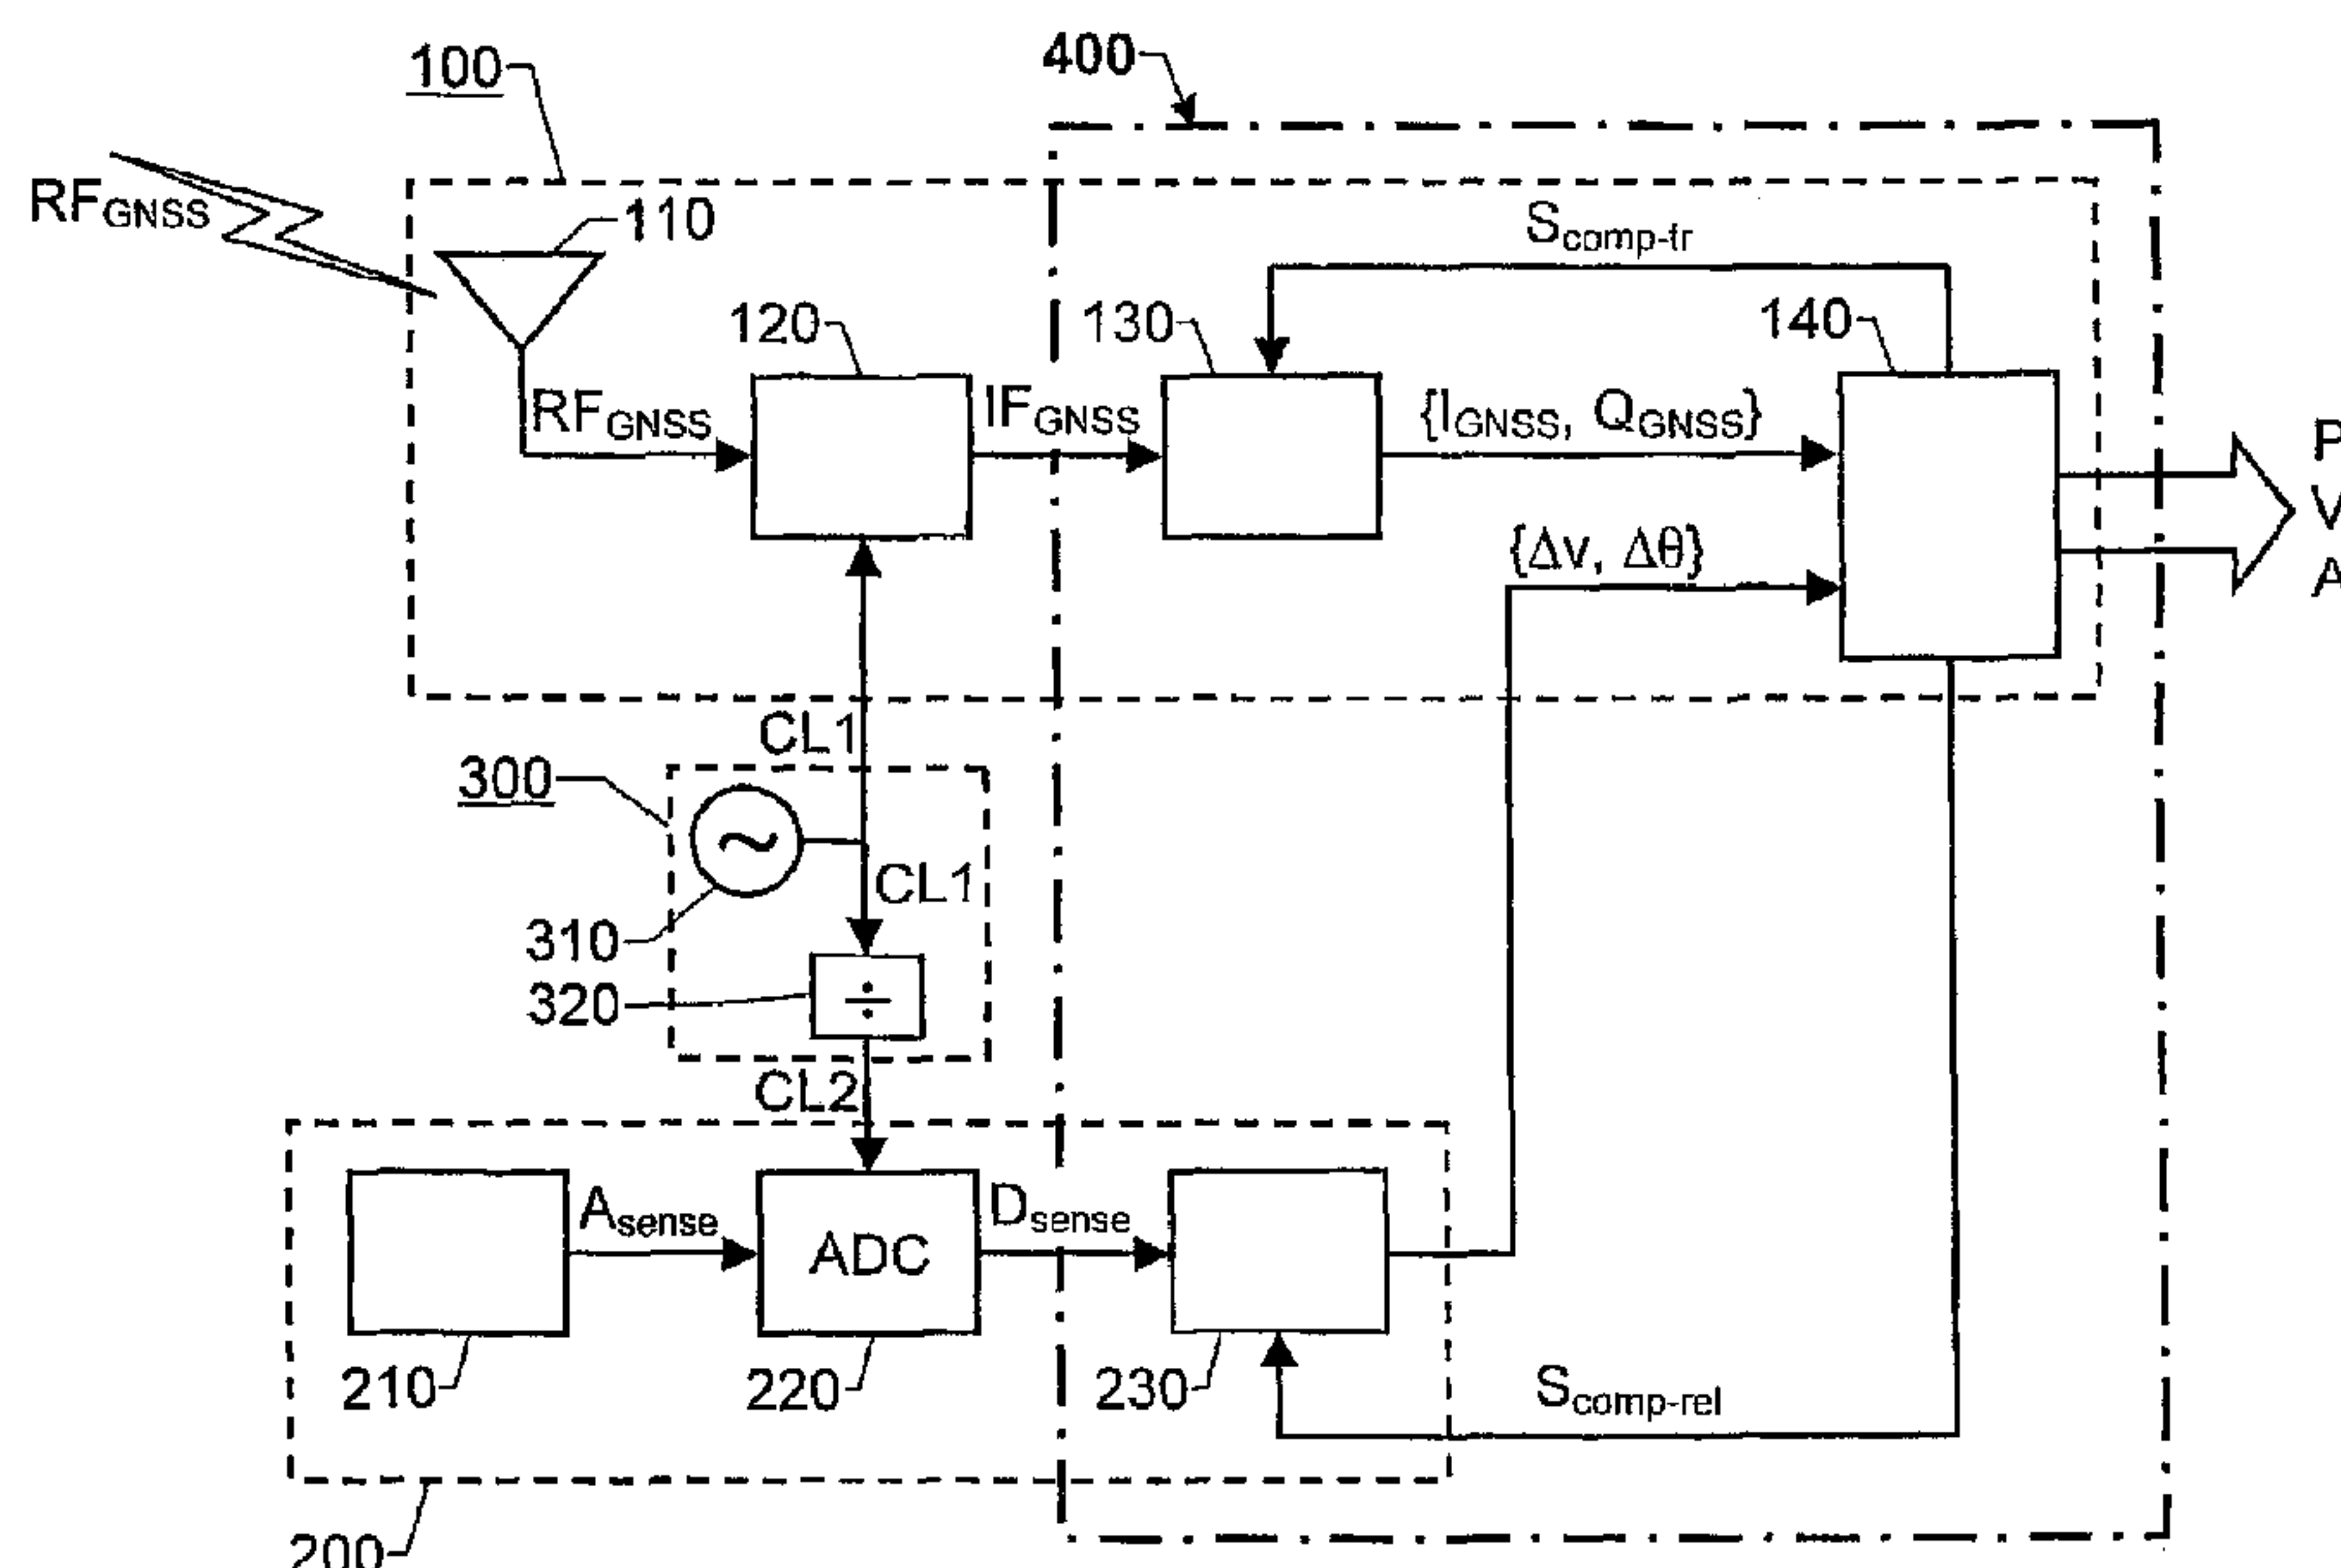 100
400
RFGNSS
110
Scomp-tr
120
130
140
RFGNSS
IFGNSS
{IGNSS, QGNSS}
P
V
A
{Δv, Δθ}
CL1
300
CL1
310
320
÷
CL2
Asense
ADC
Dsense
210
220
230
Scomp-rel
200